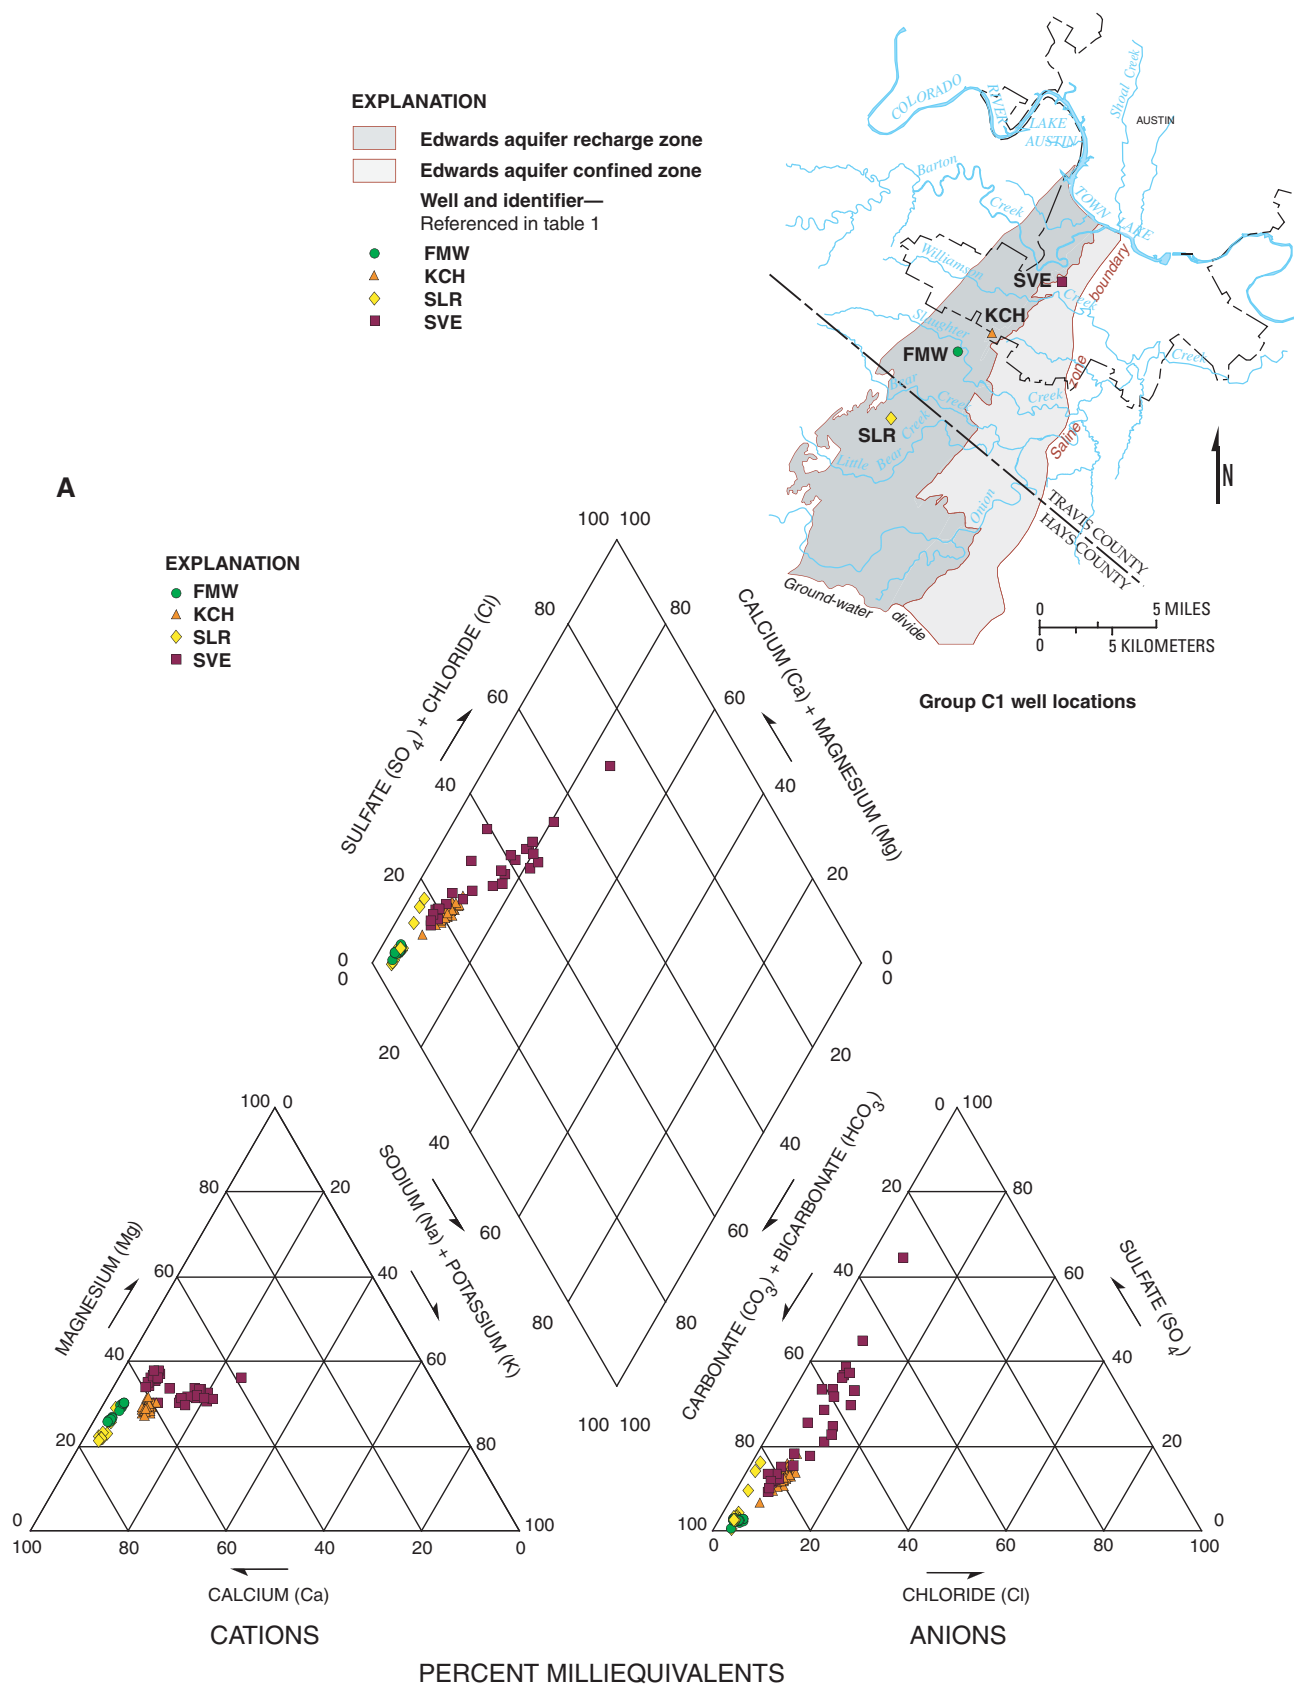 EXPLANATION
Edwards aquifer recharge zone
Edwards aquifer confined zone
Well and identifier—
Referenced in table 1
FMW
KCH
SLR
SVE
COLORADO
RIVER
LAKE
AUSTIN
Shoal Creek
AUSTIN
Barton
Creek
TOWN LAKE
Williamson
Creek
SVE
boundary
KCH
Slaughter
Creek
FMW
zone
Bear
Creek
Creek
SLR
Creek
Little Bear
Saline
Onion
N
TRAVIS COUNTY
HAYS COUNTY
Ground-water
divide
0 5 MILES
0 5 KILOMETERS
Group C1 well locations
A
EXPLANATION
FMW
KCH
SLR
SVE
100 100
80 80
60 60
40 40
20 20
0 0
0 0
20 20
40 40
60 60
80 80
100 100
SULFATE (SO4) + CHLORIDE (Cl)
CALCIUM (Ca) + MAGNESIUM (Mg)
SODIUM (Na) + POTASSIUM (K)
CARBONATE (CO3) + BICARBONATE (HCO3)
100 0
80 20
60 40
40 60
20 80
0 100
100 80 60 40 20 0
MAGNESIUM (Mg)
CALCIUM (Ca)
CATIONS
0 100
20 80
40 60
60 40
80 20
100 0
0 20 40 60 80 100
SULFATE (SO4)
CHLORIDE (Cl)
ANIONS
PERCENT MILLIEQUIVALENTS